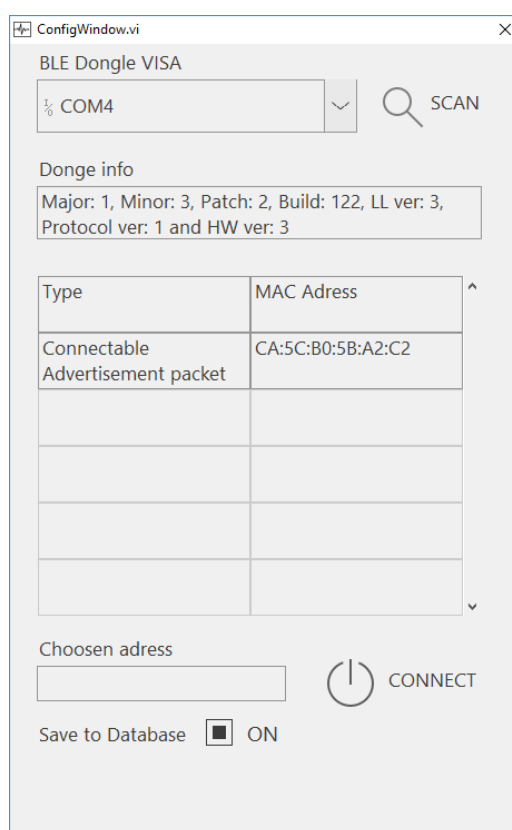 ConfigWindow.vi
BLE Dongle VISA
COM4
SCAN
Donge info
Major: 1, Minor: 3, Patch: 2, Build: 122, LL ver: 3,
Protocol ver: 1 and HW ver: 3
Type MAC Adress
Connectable CA:5C:B0:5B:A2:C2
Advertisement packet
Choosen adress
CONNECT
Save to Database ON